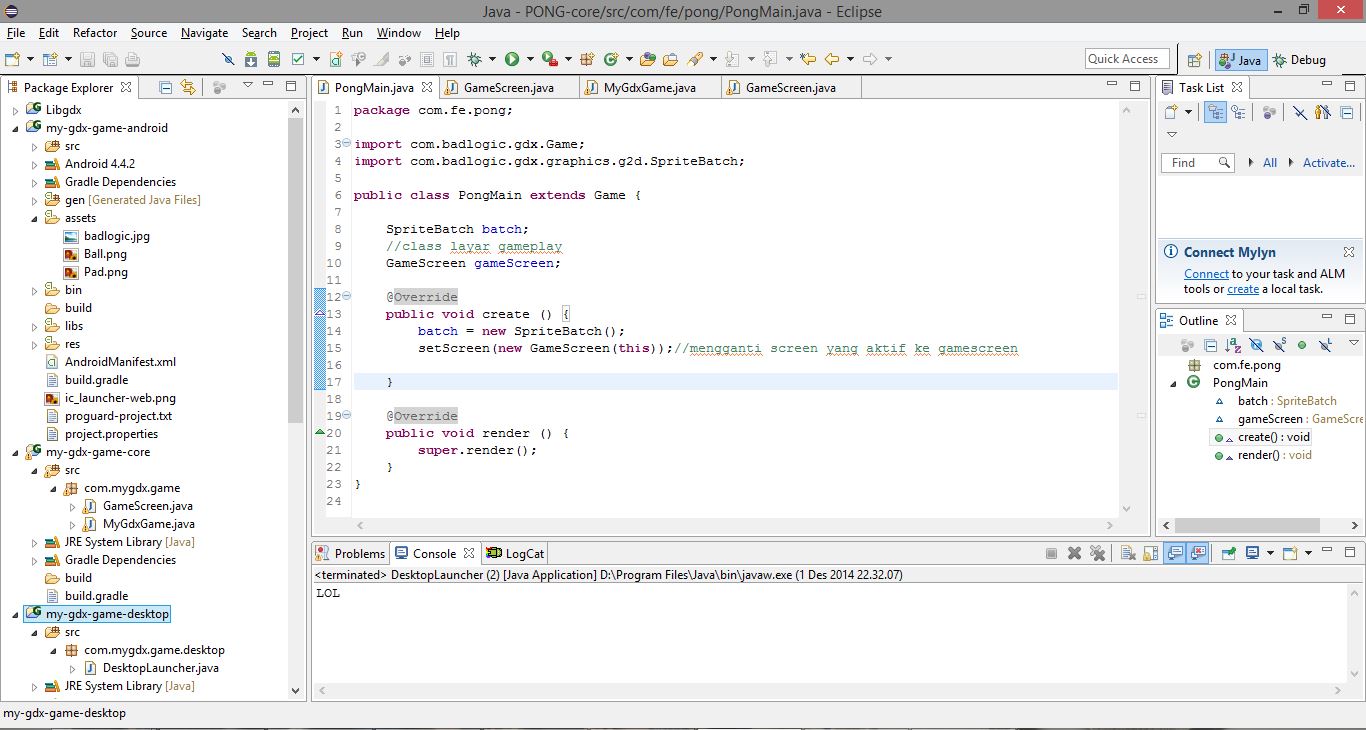 Java - PONG-core/src/com/fe/pong/PongMain.java - Eclipse
File Edit Refactor Source Navigate Search Project Run Window Help
Quick Access
Java
Debug
Package Explorer
Libgdx
my-gdx-game-android
src
Android 4.4.2
Gradle Dependencies
gen [Generated Java Files]
assets
badlogic.jpg
Ball.png
Pad.png
bin
build
libs
res
AndroidManifest.xml
build.gradle
ic_launcher-web.png
proguard-project.txt
project.properties
my-gdx-game-core
src
com.mygdx.game
GameScreen.java
MyGdxGame.java
JRE System Library [Java]
Gradle Dependencies
build
build.gradle
my-gdx-game-desktop
src
com.mygdx.game.desktop
DesktopLauncher.java
JRE System Library [Java]
PongMain.java GameScreen.java MyGdxGame.java GameScreen.java
1 package com.fe.pong;
2
3 import com.badlogic.gdx.Game;
4 import com.badlogic.gdx.graphics.g2d.SpriteBatch;
5
6 public class PongMain extends Game {
7
8 SpriteBatch batch;
9 //class layar gameplay
10 GameScreen gameScreen;
11
12 @Override
13 public void create () {
14 batch = new SpriteBatch();
15 setScreen(new GameScreen(this));//mengganti screen yang aktif ke gamescreen
16
17 }
18
19 @Override
20 public void render () {
21 super.render();
22 }
23 }
24
Task List
Find
All
Activate...
Connect Mylyn
Connect to your task and ALM
tools or create a local task.
Outline
com.fe.pong
PongMain
batch : SpriteBatch
gameScreen : GameScre
create() : void
render() : void
Problems Console LogCat
<terminated> DesktopLauncher (2) [Java Application] D:\Program Files\Java\bin\javaw.exe (1 Des 2014 22.32.07)
LOL
my-gdx-game-desktop